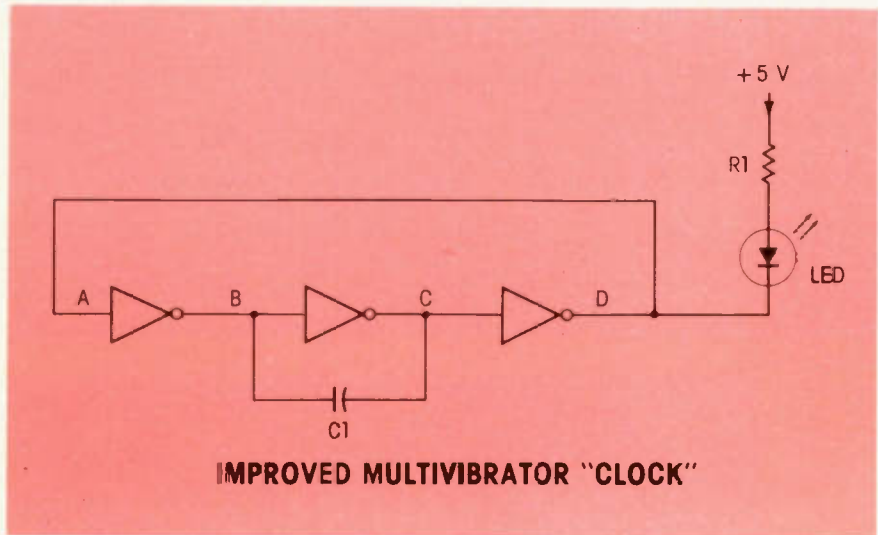 +5 V
R1
LED
A B C D
C1
IMPROVED MULTIVIBRATOR "CLOCK"